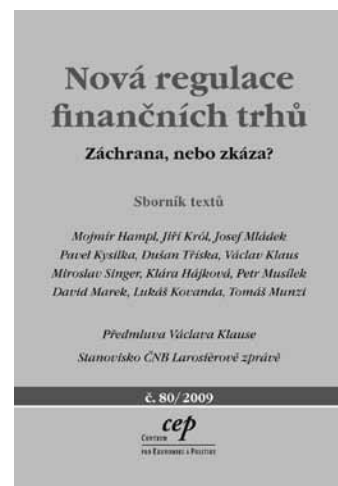 Nová regulace
finančních trhů
Záchrana, nebo zkáza?
Sborník textů
Mojmír Hampl, Jiří Król, Josef Mládek
Pavel Kysilka, Dušan Tříska, Václav Klaus
Miroslav Singer, Klára Hájková, Petr Musílek
David Marek, Lukáš Kovanda, Tomáš Munzi
Předmluva Václava Klause
Stanovisko ČNB Larosièrově zprávě
č. 80/2009
cep
Centrum
pro Ekonomiku a Politiku